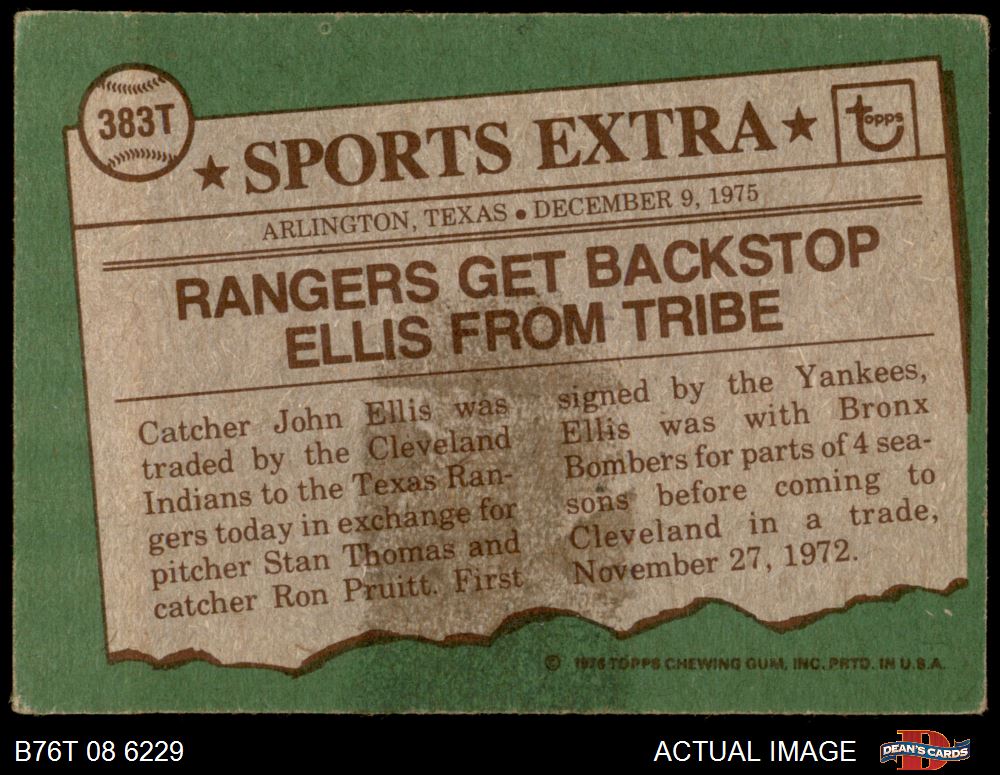 383T
★ SPORTS EXTRA ★
topps
ARLINGTON, TEXAS • DECEMBER 9, 1975
RANGERS GET BACKSTOP
ELLIS FROM TRIBE
Catcher John Ellis was
traded by the Cleveland
Indians to the Texas Ran-
gers today in exchange for
pitcher Stan Thomas and
catcher Ron Pruitt. First
signed by the Yankees,
Ellis was with Bronx
Bombers for parts of 4 sea-
sons before coming to
Cleveland in a trade,
November 27, 1972.
© 1976 TOPPS CHEWING GUM, INC. PRTD. IN U.S.A.
B76T 08 6229
ACTUAL IMAGE
D
DEAN'S CARDS